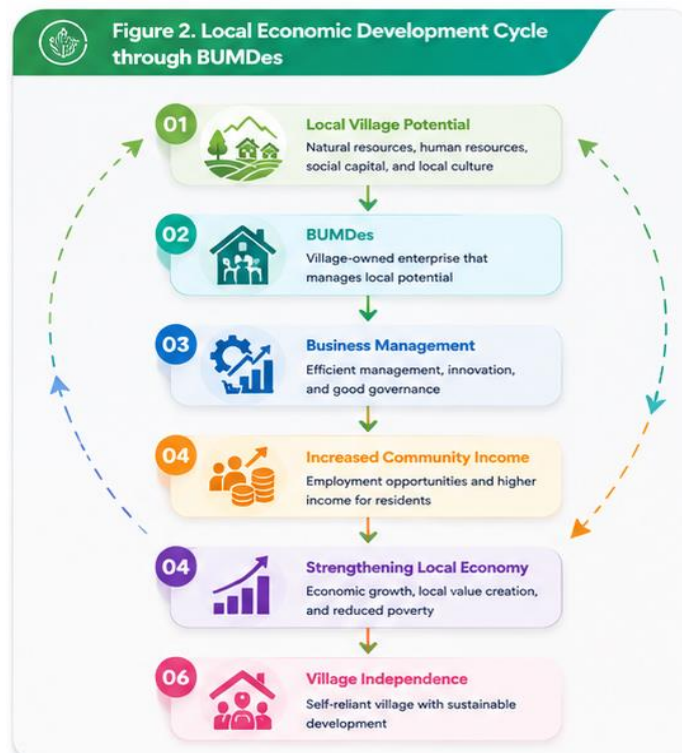 Figure 2. Local Economic Development Cycle
through BUMDes
01
Local Village Potential
Natural resources, human resources,
social capital, and local culture
02
BUMDes
Village-owned enterprise that
manages local potential
03
Business Management
Efficient management, innovation,
and good governance
04
Increased Community Income
Employment opportunities and higher
income for residents
04
Strengthening Local Economy
Economic growth, local value creation,
and reduced poverty
06
Village Independence
Self-reliant village with sustainable
development